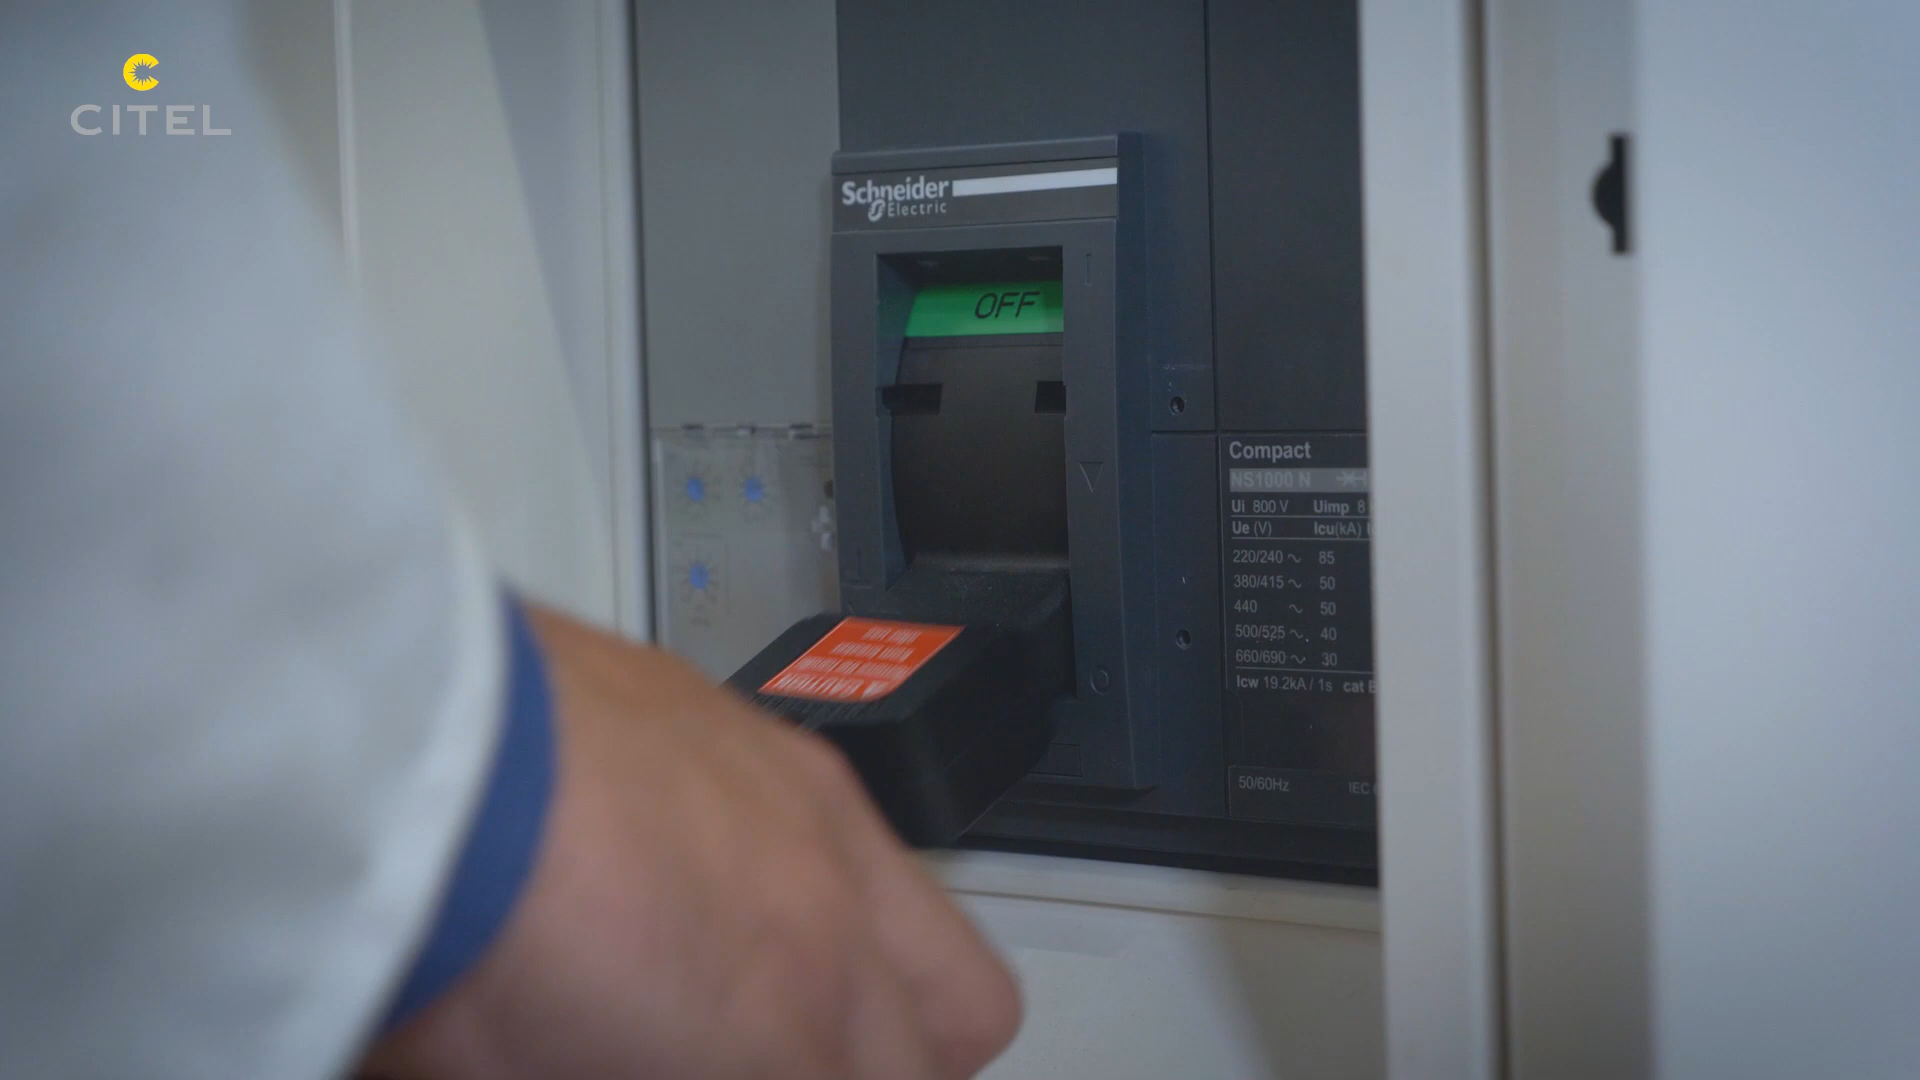 CITEL
Schneider
Electric
OFF
Compact
NS1000 N
Ui 800 V Uimp 8
Ue (V) Icu(kA)
220/240 ~ 85
380/415 ~ 50
440 ~ 50
500/525 ~ 40
660/690 ~ 30
Icw 19.2kA / 1s cat B
50/60Hz IEC
CAUTION